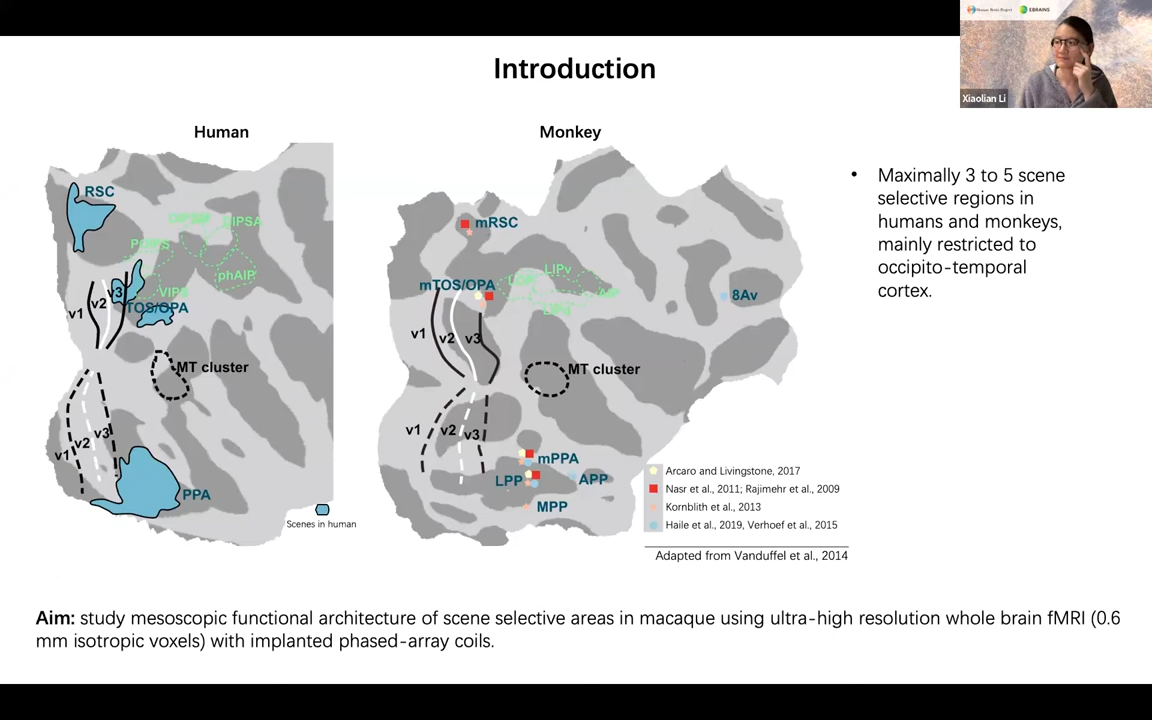 Human Brain Project
EBRAINS
Xiaolian Li
Introduction
Human
Monkey
RSC
DIPSA
phAIP
VIPS
v3
v2
v1
TOS/OPA
MT cluster
v3
v2
v1
PPA
Scenes in human
mRSC
mTOS/OPA
LIPv
8Av
v1
v2
v3
MT cluster
v1
v2
v3
mPPA
LPP
APP
MPP
Arcaro and Livingstone, 2017
Nasr et al., 2011; Rajimehr et al., 2009
Kornblith et al., 2013
Haile et al., 2019, Verhoef et al., 2015
Adapted from Vanduffel et al., 2014
• Maximally 3 to 5 scene
selective regions in
humans and monkeys,
mainly restricted to
occipito-temporal
cortex.
Aim: study mesoscopic functional architecture of scene selective areas in macaque using ultra-high resolution whole brain fMRI (0.6
mm isotropic voxels) with implanted phased-array coils.